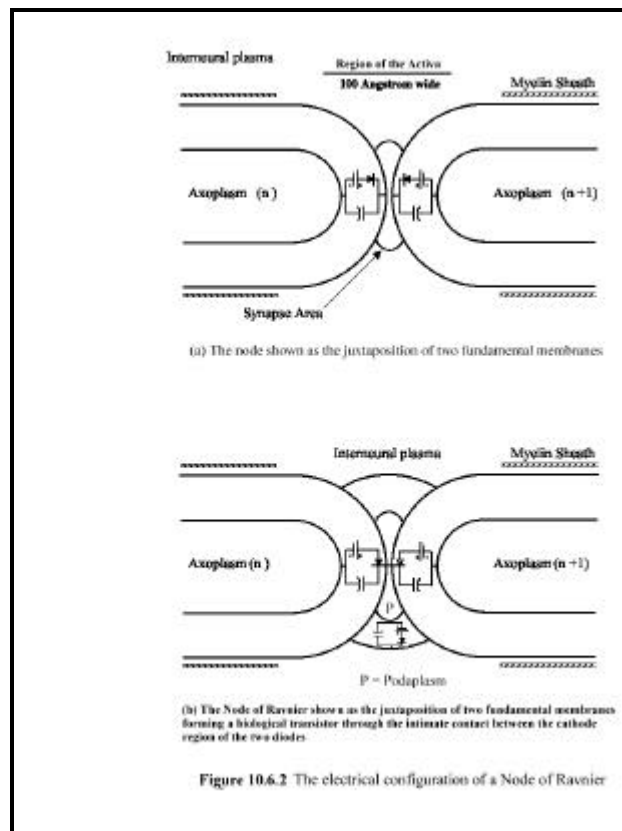 Interneural plasma
Region of the Activa
100 Angstrom wide
Myelin Sheath
Axoplasm (n )
Axoplasm (n +1)
Synapse Area
(a) The node shown as the juxtaposition of two fundamental membranes
Interneural plasma
Myelin Sheath
Axoplasm (n )
Axoplasm (n +1)
P
P = Podaplasm
(b) The Node of Ravnier shown as the juxtaposition of two fundamental membranes
forming a biological transistor through the intimate contact between the cathode
region of the two diodes
Figure 10.6.2 The electrical configuration of a Node of Ravnier